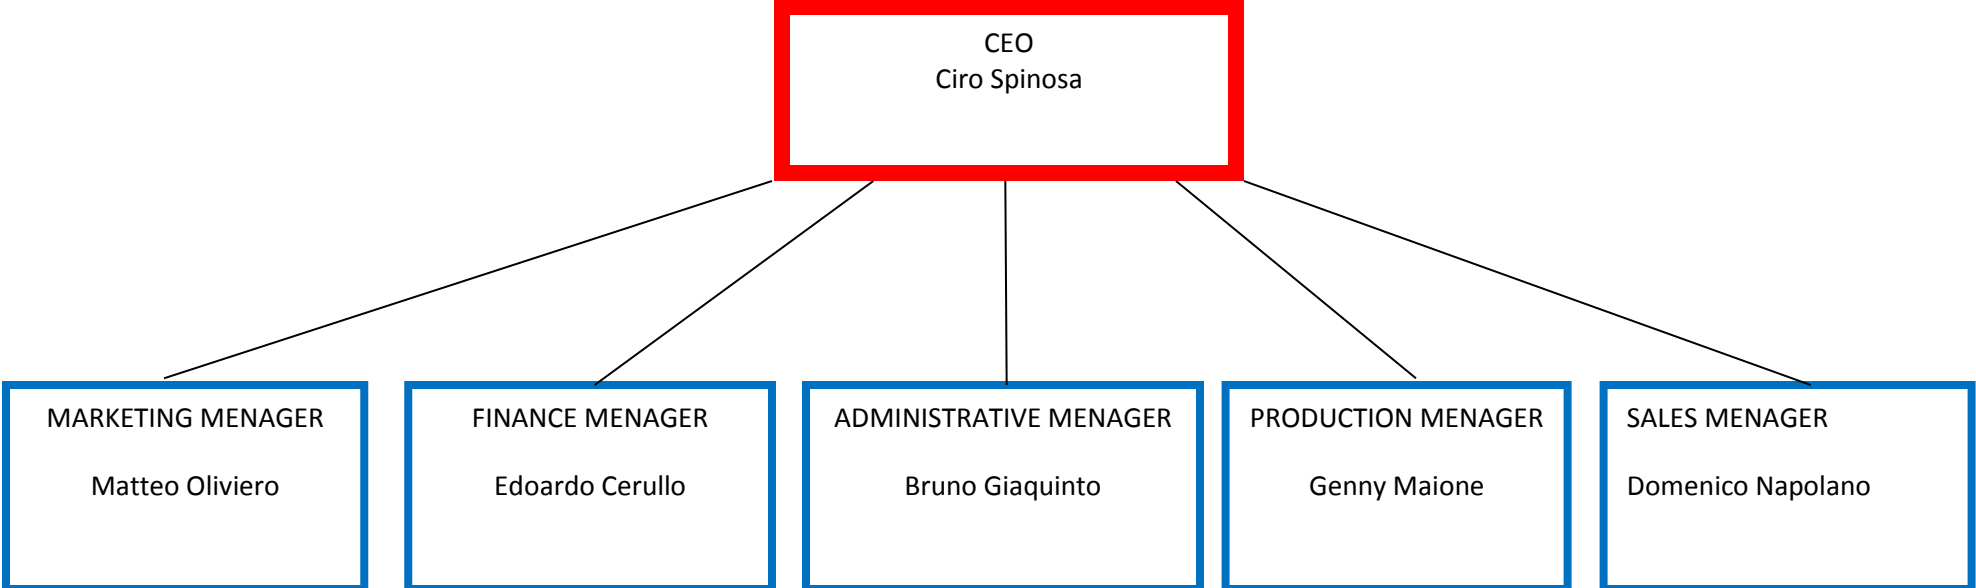 CEO
Ciro Spinosa
MARKETING MENAGER
Matteo Oliviero
FINANCE MENAGER
Edoardo Cerullo
ADMINISTRATIVE MENAGER
Bruno Giaquinto
PRODUCTION MENAGER
Genny Maione
SALES MENAGER
Domenico Napolano